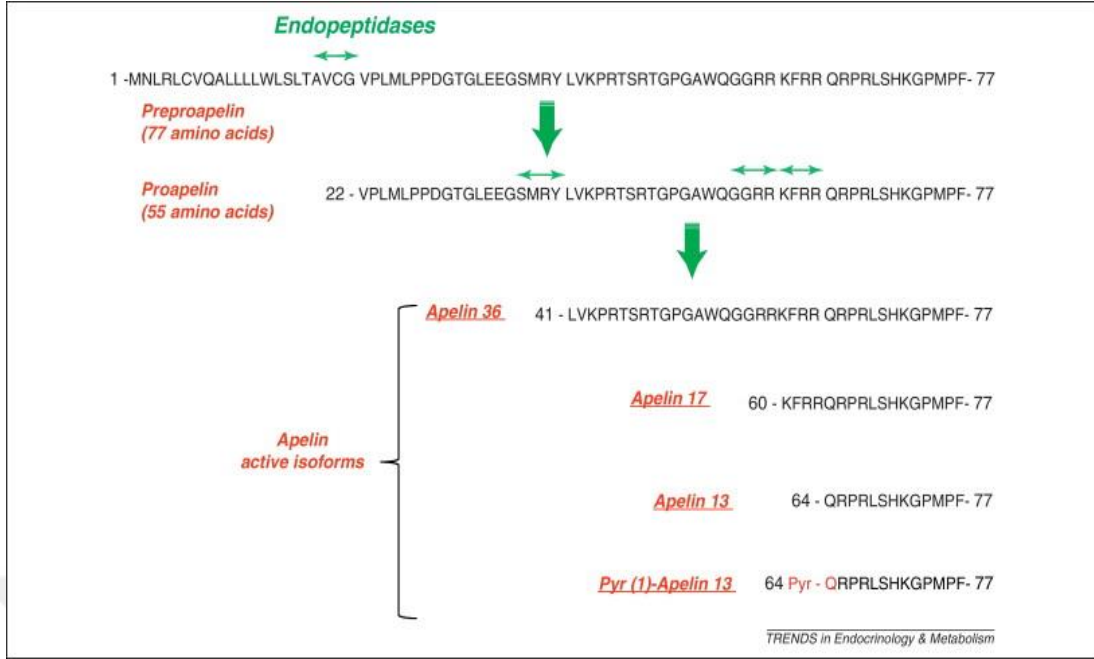 Endopeptidases
1 -MNLRLCVQALLLLWLSLTAVCG VPLMLPPDGTGLEEGSMRY LVKPRTSRTGPGAWQGGRR KFRR QRPRLSHKGPMPF- 77
Preproapelin
(77 amino acids)
Proapelin
(55 amino acids)
22 - VPLMLPPDGTGLEEGSMRY LVKPRTSRTGPGAWQGGRR KFRR QRPRLSHKGPMPF- 77
Apelin 36 41 - LVKPRTSRTGPGAWQGGRRKFRR QRPRLSHKGPMPF- 77
Apelin 17 60 - KFRRQRPRLSHKGPMPF- 77
Apelin
active isoforms
Apelin 13 64 - QRPRLSHKGPMPF- 77
Pyr (1)-Apelin 13 64 Pyr - QRPRLSHKGPMPF- 77
TRENDS in Endocrinology & Metabolism